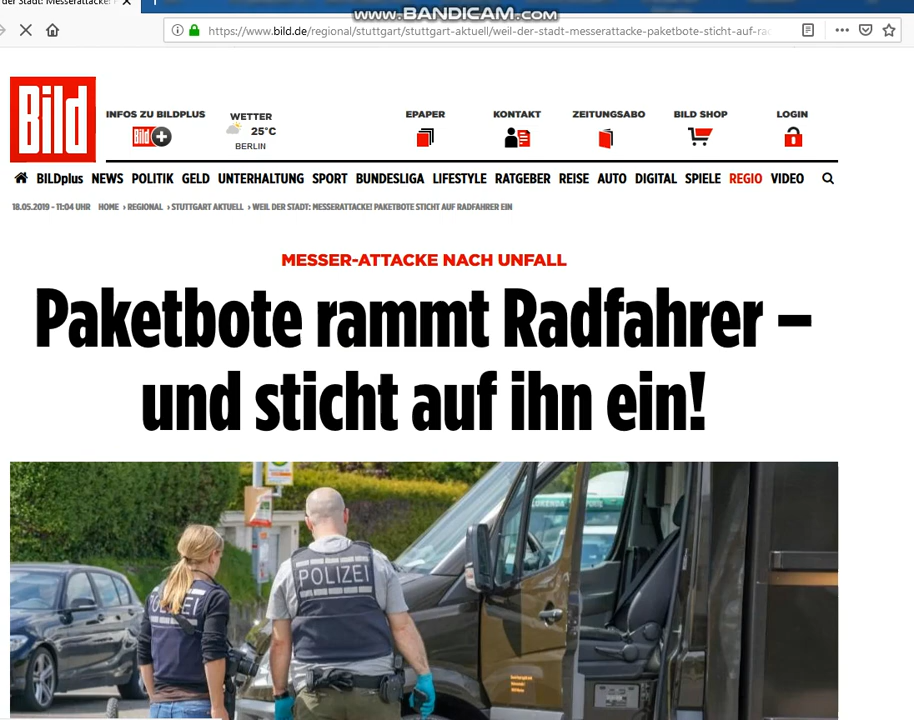 der Stadt: Messerattacke!
www.BANDICAM.com
https://www.bild.de/regional/stuttgart/stuttgart-aktuell/weil-der-stadt-messerattacke-paketbote-sticht-auf-ra
Bild
INFOS ZU BILDPLUS
Bild
WETTER
25°C
BERLIN
EPAPER
KONTAKT
ZEITUNGSABO
BILD SHOP
LOGIN
BILDplus NEWS POLITIK GELD UNTERHALTUNG SPORT BUNDESLIGA LIFESTYLE RATGEBER REISE AUTO DIGITAL SPIELE REGIO VIDEO
18.05.2019 - 11:04 UHR HOME › REGIONAL › STUTTGART AKTUELL › WEIL DER STADT: MESSERATTACKE! PAKETBOTE STICHT AUF RADFAHRER EIN
MESSER-ATTACKE NACH UNFALL
Paketbote rammt Radfahrer –
und sticht auf ihn ein!
POLIZEI
POLIZEI